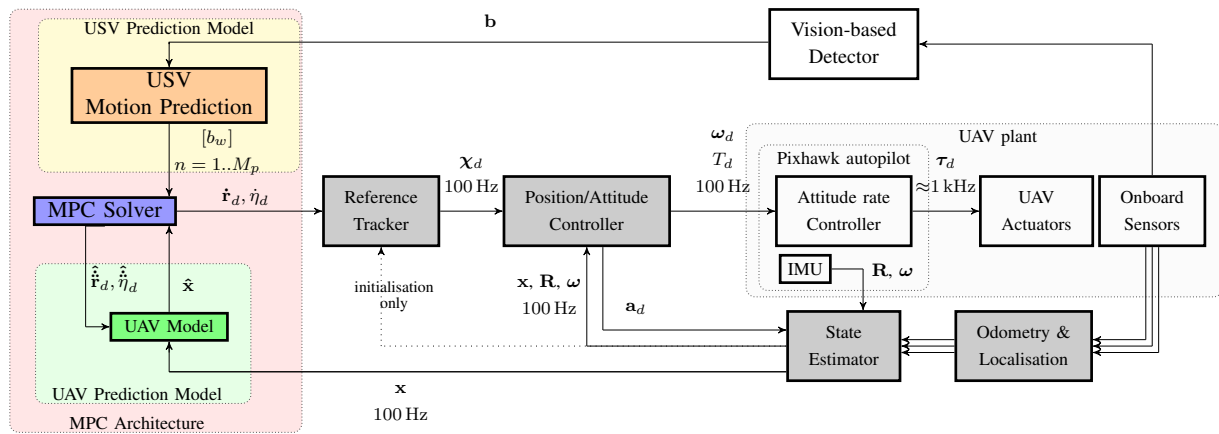 USV Prediction Model
USV
Motion Prediction
[b_w]
n = 1..M_p
MPC Solver
r̂̈_d, η̂̈_d
x̂
UAV Model
UAV Prediction Model
MPC Architecture
b
Vision-based
Detector
ṙ_d, η̇_d
Reference
Tracker
initialisation
only
χ_d
100 Hz
Position/Attitude
Controller
x, R, ω
100 Hz
a_d
ω_d
T_d
100 Hz
UAV plant
Pixhawk autopilot
Attitude rate
Controller
τ_d
≈1 kHz
UAV
Actuators
Onboard
Sensors
IMU
R, ω
State
Estimator
Odometry &
Localisation
x
100 Hz